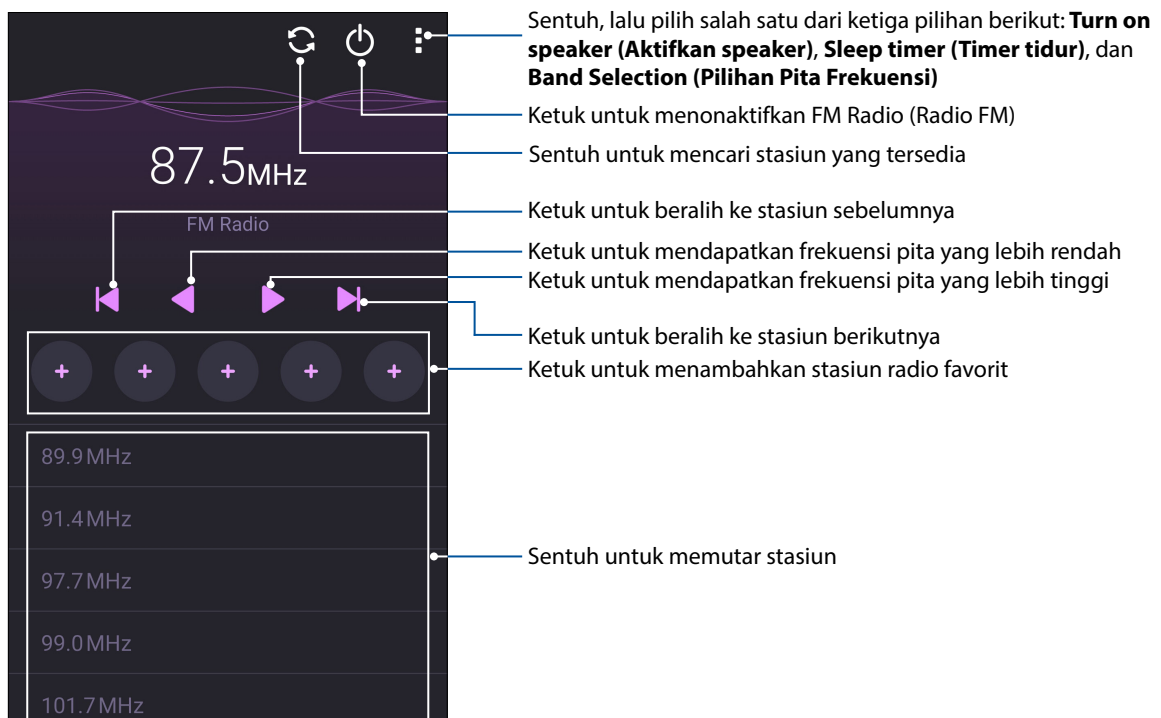 Sentuh, lalu pilih salah satu dari ketiga pilihan berikut: Turn on
speaker (Aktifkan speaker), Sleep timer (Timer tidur), dan
Band Selection (Pilihan Pita Frekuensi)
Ketuk untuk menonaktifkan FM Radio (Radio FM)
Sentuh untuk mencari stasiun yang tersedia
87.5MHz
FM Radio
Ketuk untuk beralih ke stasiun sebelumnya
Ketuk untuk mendapatkan frekuensi pita yang lebih rendah
Ketuk untuk mendapatkan frekuensi pita yang lebih tinggi
Ketuk untuk beralih ke stasiun berikutnya
Ketuk untuk menambahkan stasiun radio favorit
89.9MHz
91.4MHz
97.7MHz
99.0MHz
101.7MHz
Sentuh untuk memutar stasiun